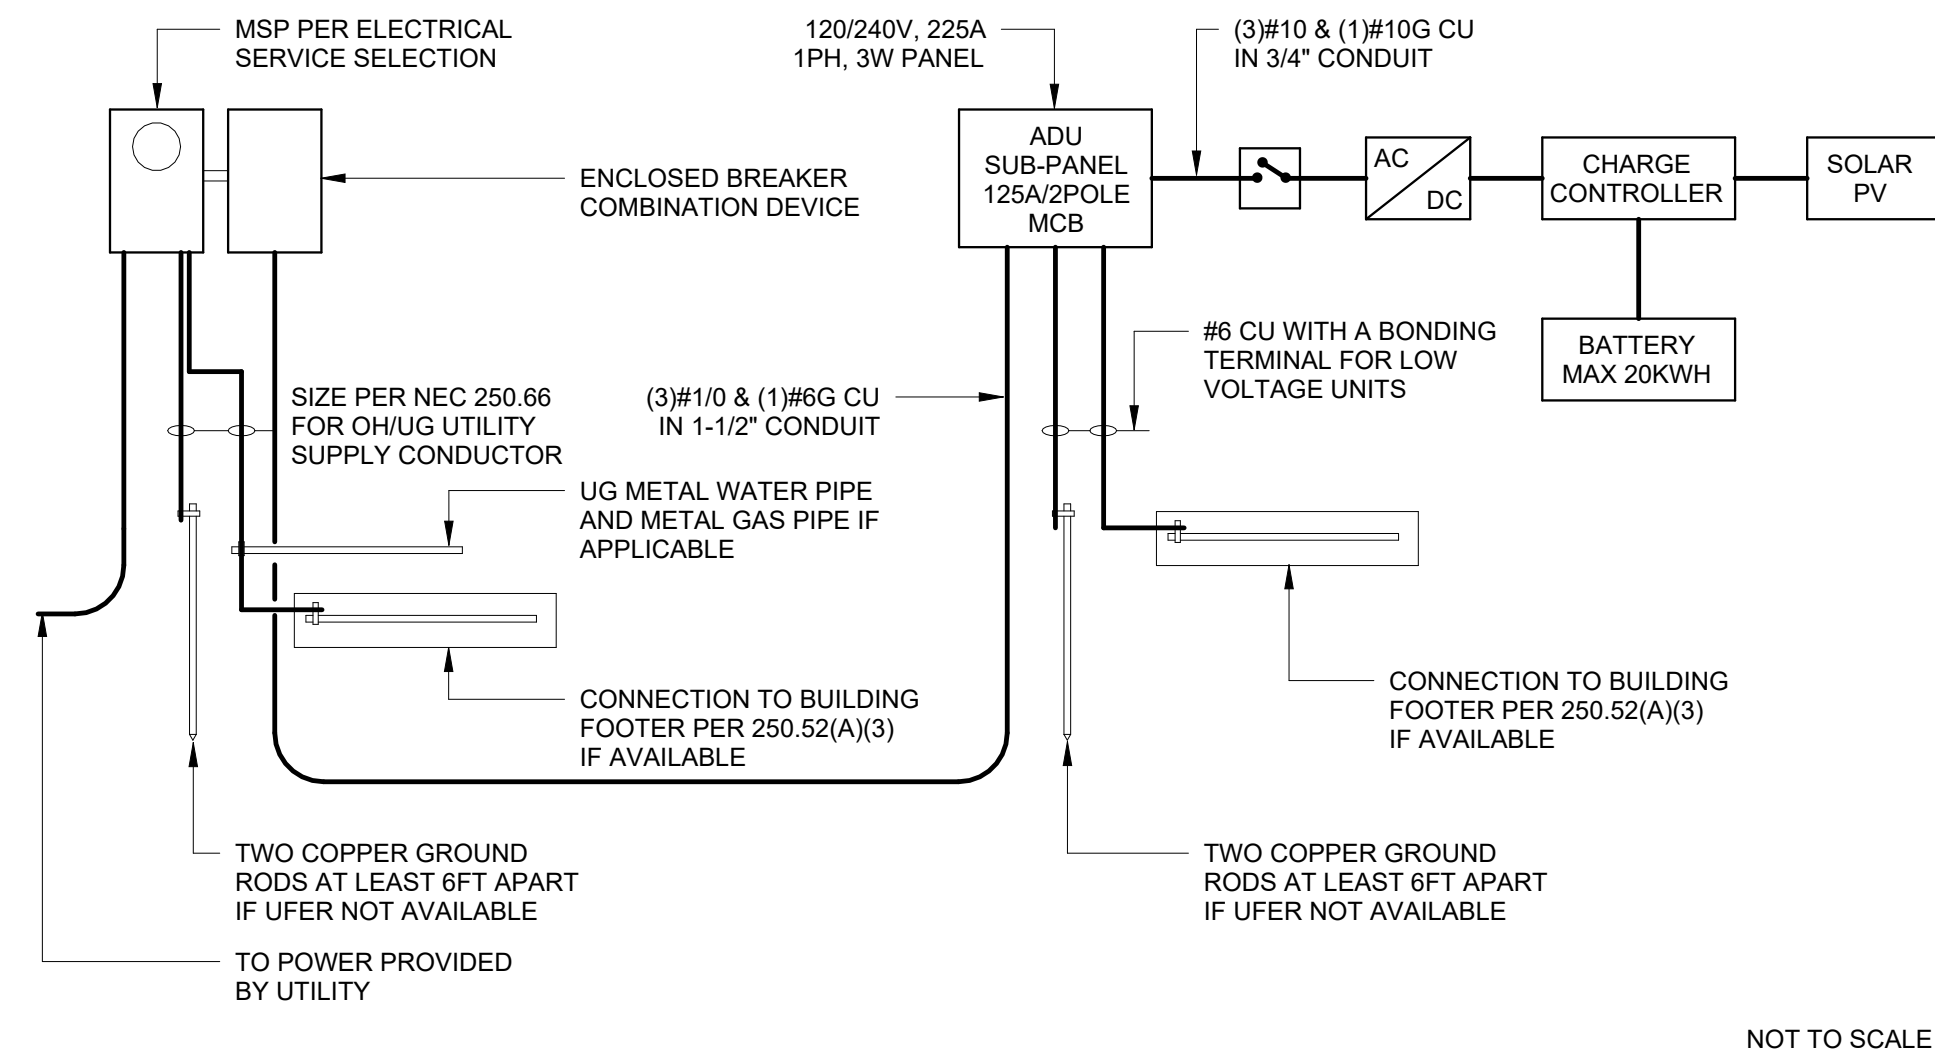 MSP PER ELECTRICAL
SERVICE SELECTION
120/240V, 225A
1PH, 3W PANEL
(3)#10 & (1)#10G CU
IN 3/4" CONDUIT
ENCLOSED BREAKER
COMBINATION DEVICE
ADU
SUB-PANEL
125A/2POLE
MCB
AC
DC
CHARGE
CONTROLLER
SOLAR
PV
BATTERY
MAX 20KWH
#6 CU WITH A BONDING
TERMINAL FOR LOW
VOLTAGE UNITS
SIZE PER NEC 250.66
FOR OH/UG UTILITY
SUPPLY CONDUCTOR
(3)#1/0 & (1)#6G CU
IN 1-1/2" CONDUIT
UG METAL WATER PIPE
AND METAL GAS PIPE IF
APPLICABLE
CONNECTION TO BUILDING
FOOTER PER 250.52(A)(3)
IF AVAILABLE
CONNECTION TO BUILDING
FOOTER PER 250.52(A)(3)
IF AVAILABLE
TWO COPPER GROUND
RODS AT LEAST 6FT APART
IF UFER NOT AVAILABLE
TWO COPPER GROUND
RODS AT LEAST 6FT APART
IF UFER NOT AVAILABLE
TO POWER PROVIDED
BY UTILITY
NOT TO SCALE